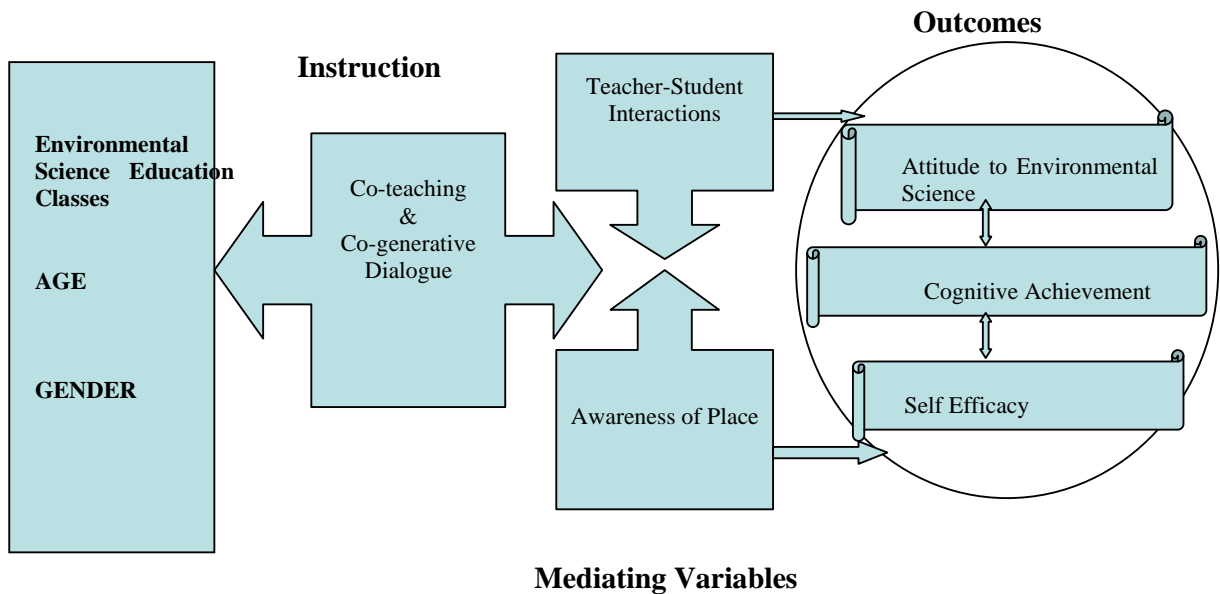 Environmental
Science Education
Classes
AGE
GENDER
Instruction
Co-teaching
&
Co-generative
Dialogue
Teacher-Student
Interactions
Awareness of Place
Mediating Variables
Outcomes
Attitude to Environmental
Science
Cognitive Achievement
Self Efficacy